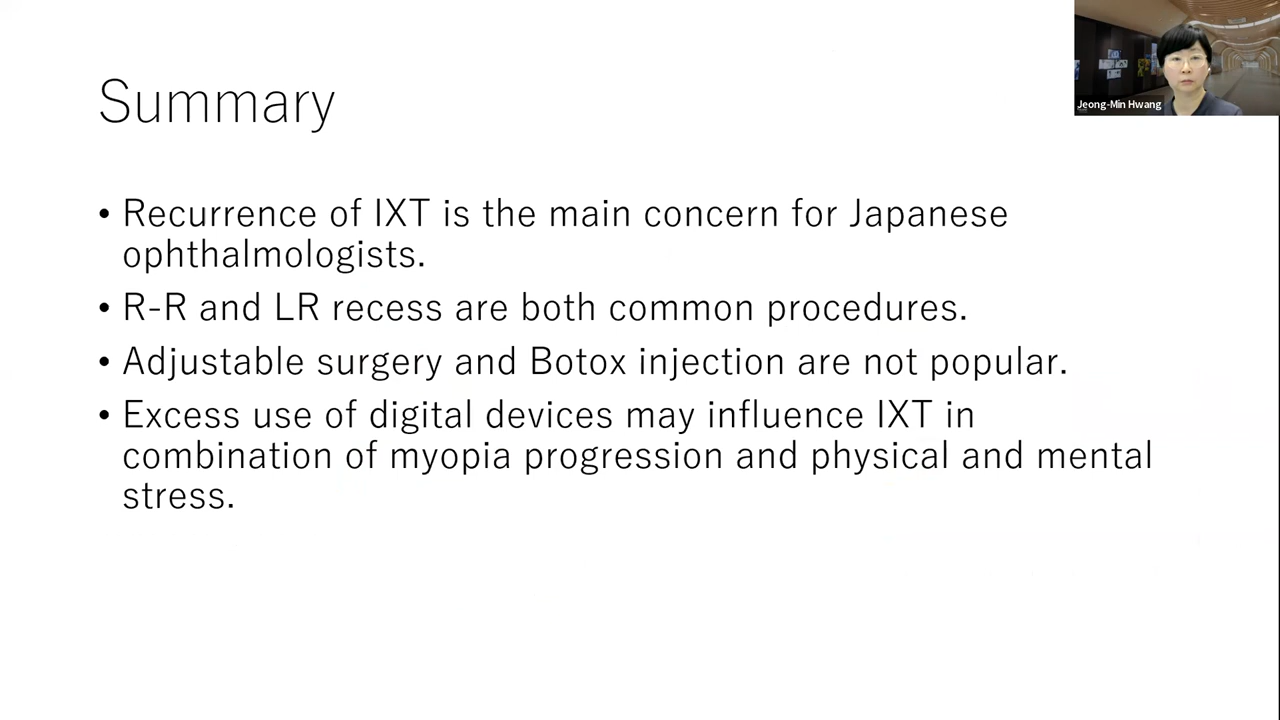 Summary
Jeong-Min Hwang
• Recurrence of IXT is the main concern for Japanese
ophthalmologists.
• R-R and LR recess are both common procedures.
• Adjustable surgery and Botox injection are not popular.
• Excess use of digital devices may influence IXT in
combination of myopia progression and physical and mental
stress.